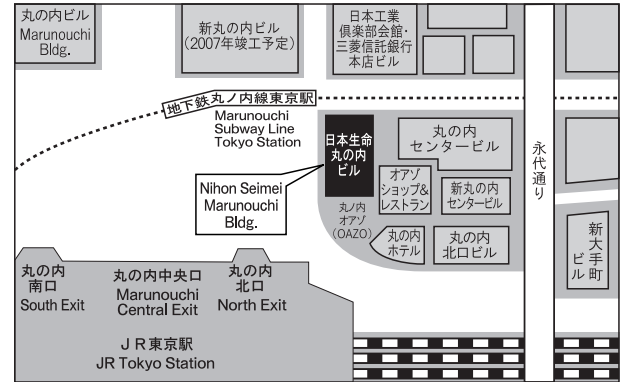 丸の内ビル
Marunouchi
Bldg.
新丸の内ビル
(2007年竣工予定)
日本工業
倶楽部会館・
三菱信託銀行
本店ビル
地下鉄丸ノ内線東京駅
Marunouchi
Subway Line
Tokyo Station
日本生命
丸の内
ビル
丸の内
センタービル
永代通り
Nihon Seimei
Marunouchi
Bldg.
オアゾ
ショップ&
レストラン
新丸の内
センタービル
丸ノ内
オアゾ
(OAZO)
丸の内
ホテル
丸の内
北口ビル
新大手町
ビル
丸の内
南口
South Exit
丸の内中央口
Marunouchi
Central Exit
丸の内
北口
North Exit
JR東京駅
JR Tokyo Station